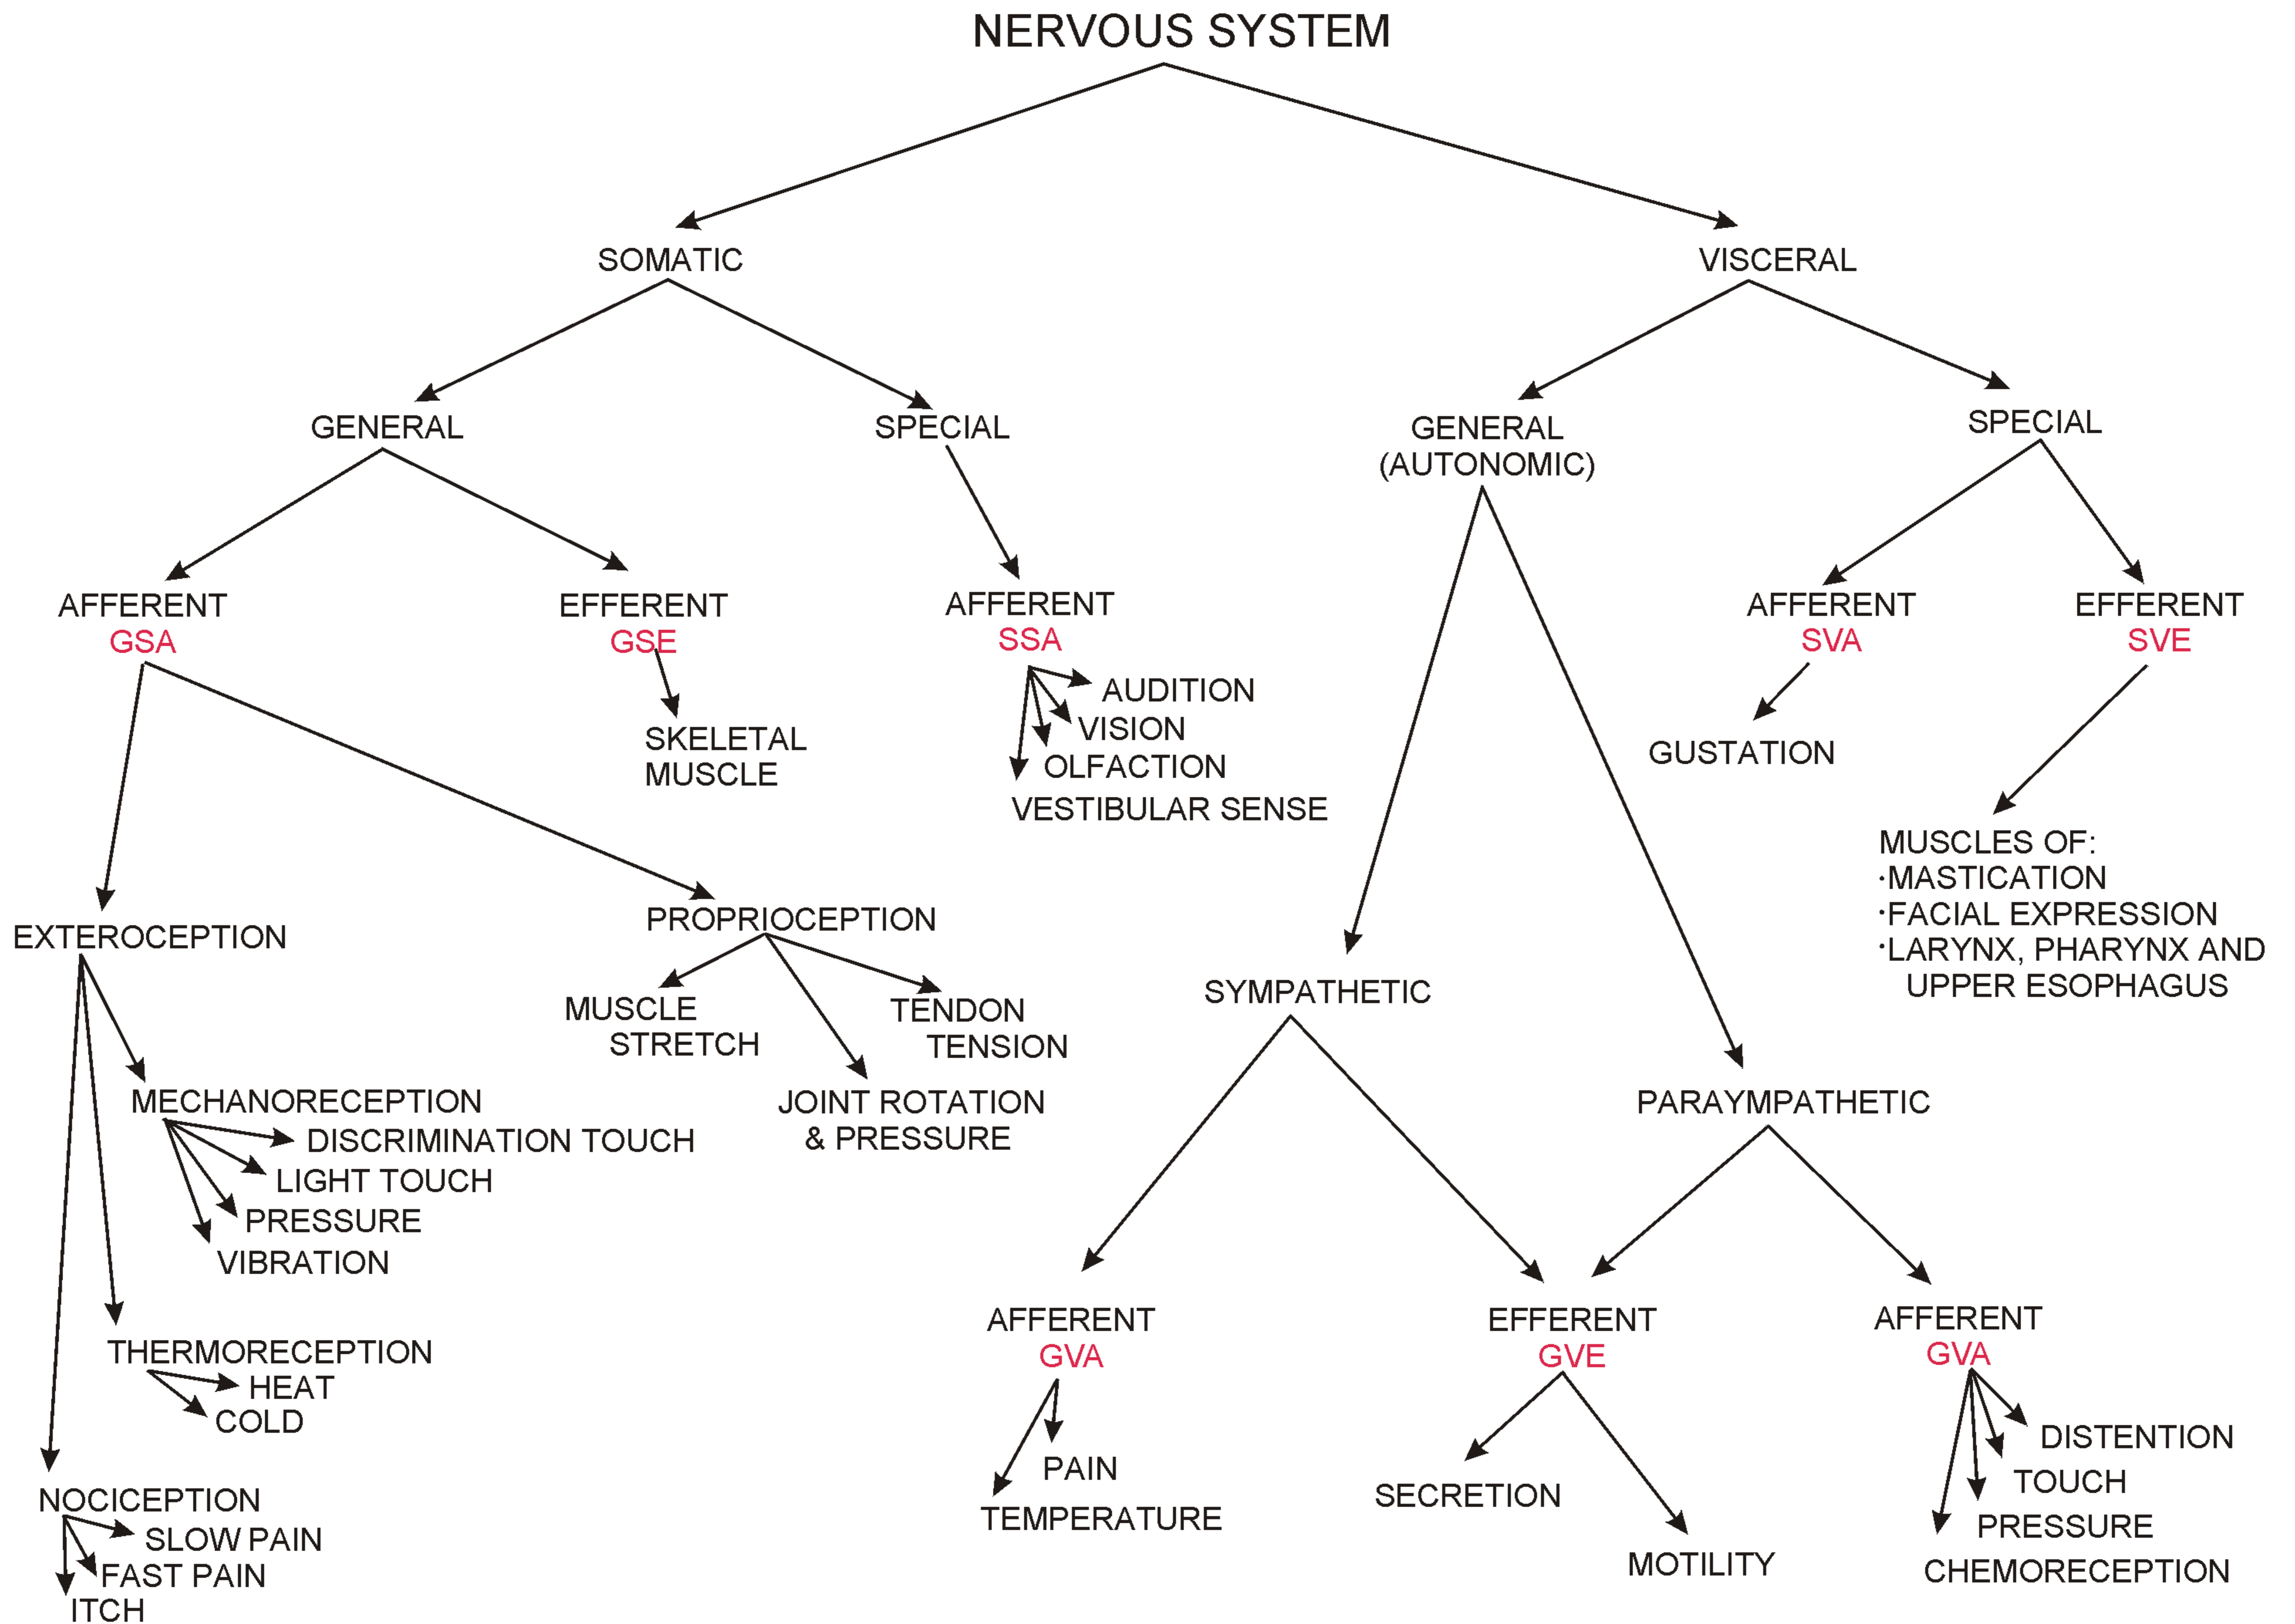 NERVOUS SYSTEM
SOMATIC
VISCERAL
GENERAL
SPECIAL
GENERAL
(AUTONOMIC)
SPECIAL
AFFERENT
GSA
EFFERENT
GSE
AFFERENT
SSA
AFFERENT
SVA
EFFERENT
SVE
SKELETAL
MUSCLE
AUDITION
VISION
OLFACTION
VESTIBULAR SENSE
GUSTATION
MUSCLES OF:
·MASTICATION
·FACIAL EXPRESSION
·LARYNX, PHARYNX AND
UPPER ESOPHAGUS
EXTEROCEPTION
PROPRIOCEPTION
MUSCLE
STRETCH
TENDON
TENSION
JOINT ROTATION
& PRESSURE
SYMPATHETIC
PARAYMPATHETIC
MECHANORECEPTION
DISCRIMINATION TOUCH
LIGHT TOUCH
PRESSURE
VIBRATION
THERMORECEPTION
HEAT
COLD
NOCICEPTION
SLOW PAIN
FAST PAIN
ITCH
AFFERENT
GVA
PAIN
TEMPERATURE
EFFERENT
GVE
SECRETION
MOTILITY
AFFERENT
GVA
DISTENTION
TOUCH
PRESSURE
CHEMORECEPTION